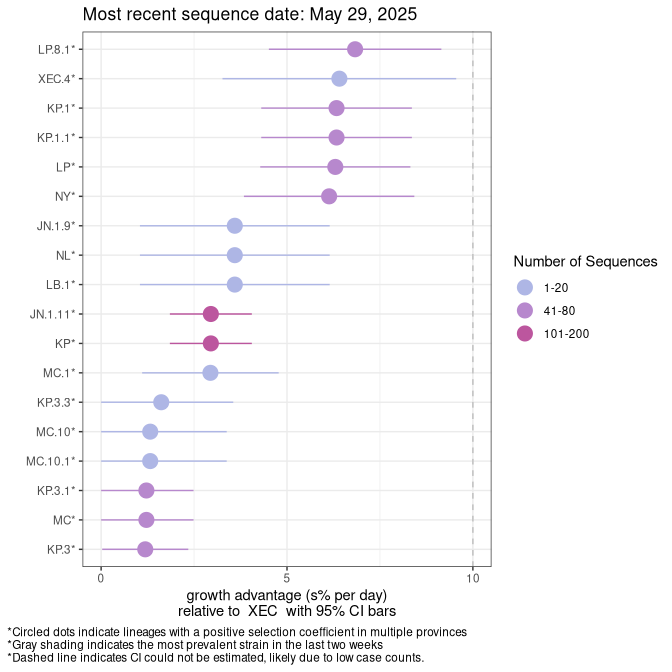 Most recent sequence date: May 29, 2025
LP.8.1*
XEC.4*
KP.1*
KP.1.1*
LP*
NY*
JN.1.9*
NL*
LB.1*
JN.1.11*
KP*
MC.1*
KP.3.3*
MC.10*
MC.10.1*
KP.3.1*
MC*
KP.3*
0 5 10
growth advantage (s% per day)
relative to XEC with 95% CI bars
Number of Sequences
1-20
41-80
101-200
*Circled dots indicate lineages with a positive selection coefficient in multiple provinces
*Gray shading indicates the most prevalent strain in the last two weeks
*Dashed line indicates CI could not be estimated, likely due to low case counts.